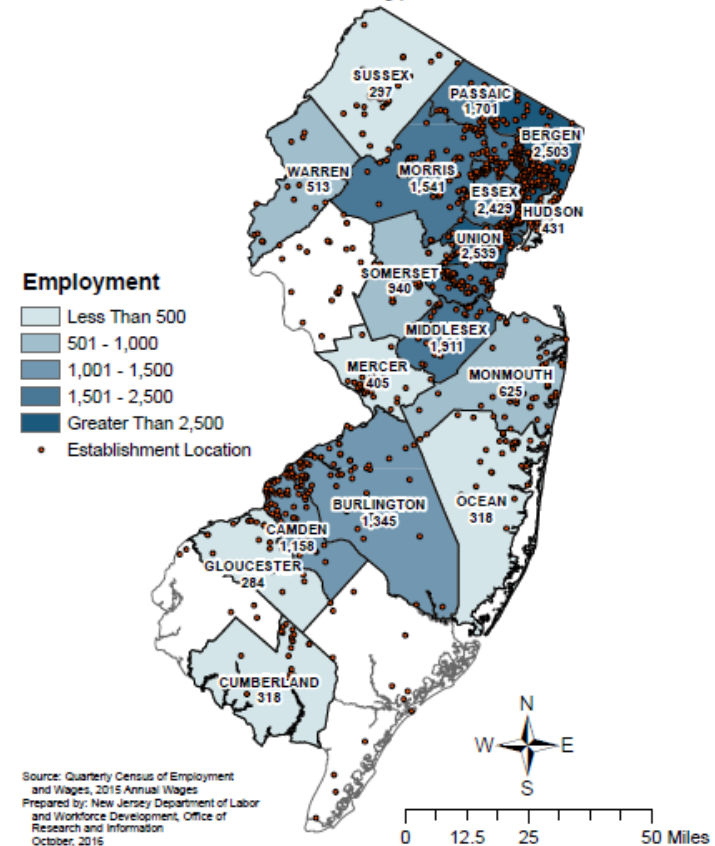 SUSSEX
297
PASSAIC
1,701
BERGEN
2,503
WARREN
513
MORRIS
1,541
ESSEX
2,429
HUDSON
431
UNION
2,539
SOMERSET
940
MIDDLESEX
1,911
MERCER
405
MONMOUTH
625
OCEAN
318
BURLINGTON
1,345
CAMDEN
1,158
GLOUCESTER
284
CUMBERLAND
318
Employment
Less Than 500
501 - 1,000
1,001 - 1,500
1,501 - 2,500
Greater Than 2,500
Establishment Location
N
W E
S
Source: Quarterly Census of Employment
and Wages, 2015 Annual Wages
Prepared by: New Jersey Department of Labor
and Workforce Development, Office of
Research and Information
October, 2016
0 12.5 25 50 Miles